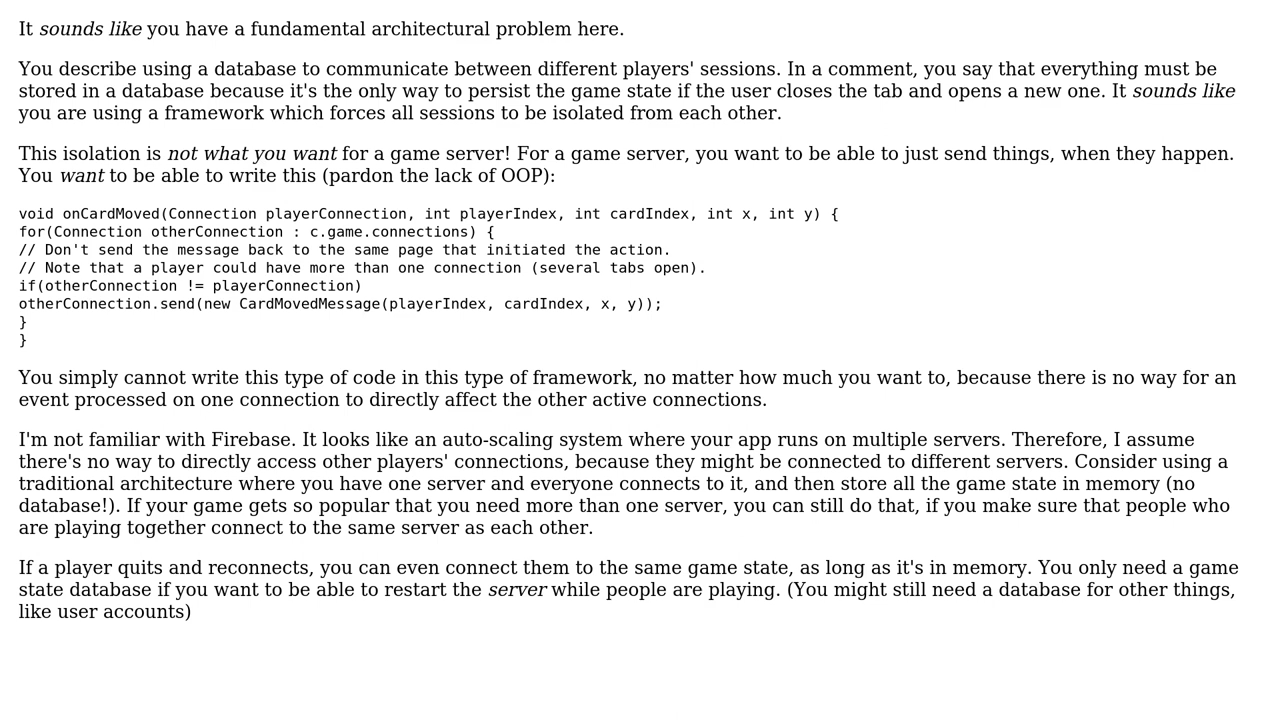 It sounds like you have a fundamental architectural problem here.
You describe using a database to communicate between different players' sessions. In a comment, you say that everything must be
stored in a database because it's the only way to persist the game state if the user closes the tab and opens a new one. It sounds like
you are using a framework which forces all sessions to be isolated from each other.
This isolation is not what you want for a game server! For a game server, you want to be able to just send things, when they happen.
You want to be able to write this (pardon the lack of OOP):
void onCardMoved(Connection playerConnection, int playerIndex, int cardIndex, int x, int y) {
for(Connection otherConnection : c.game.connections) {
// Don't send the message back to the same page that initiated the action.
// Note that a player could have more than one connection (several tabs open).
if(otherConnection != playerConnection)
otherConnection.send(new CardMovedMessage(playerIndex, cardIndex, x, y));
}
}
You simply cannot write this type of code in this type of framework, no matter how much you want to, because there is no way for an
event processed on one connection to directly affect the other active connections.
I'm not familiar with Firebase. It looks like an auto-scaling system where your app runs on multiple servers. Therefore, I assume
there's no way to directly access other players' connections, because they might be connected to different servers. Consider using a
traditional architecture where you have one server and everyone connects to it, and then store all the game state in memory (no
database!). If your game gets so popular that you need more than one server, you can still do that, if you make sure that people who
are playing together connect to the same server as each other.
If a player quits and reconnects, you can even connect them to the same game state, as long as it's in memory. You only need a game
state database if you want to be able to restart the server while people are playing. (You might still need a database for other things,
like user accounts)